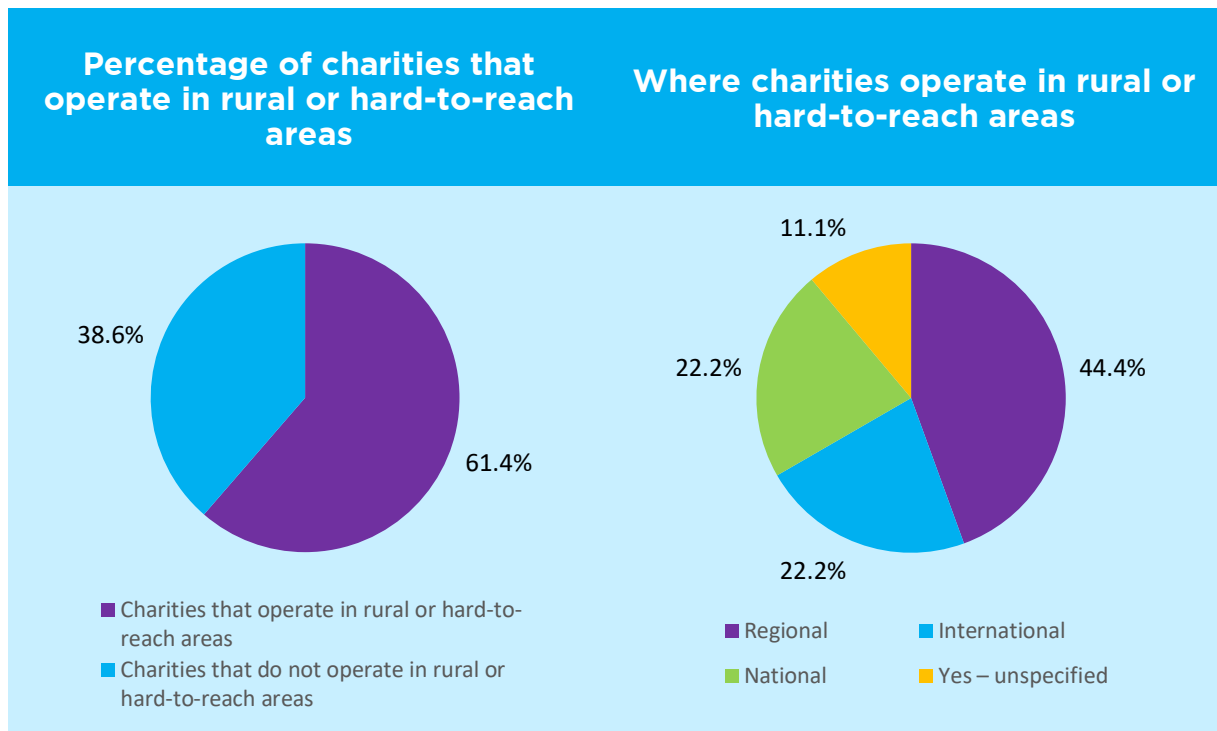 Percentage of charities that
operate in rural or hard-to-reach
areas
Where charities operate in rural or
hard-to-reach areas
38.6%
61.4%
Charities that operate in rural or hard-to-
reach areas
Charities that do not operate in rural or
hard-to-reach areas
11.1%
22.2%
44.4%
22.2%
Regional
International
National
Yes – unspecified